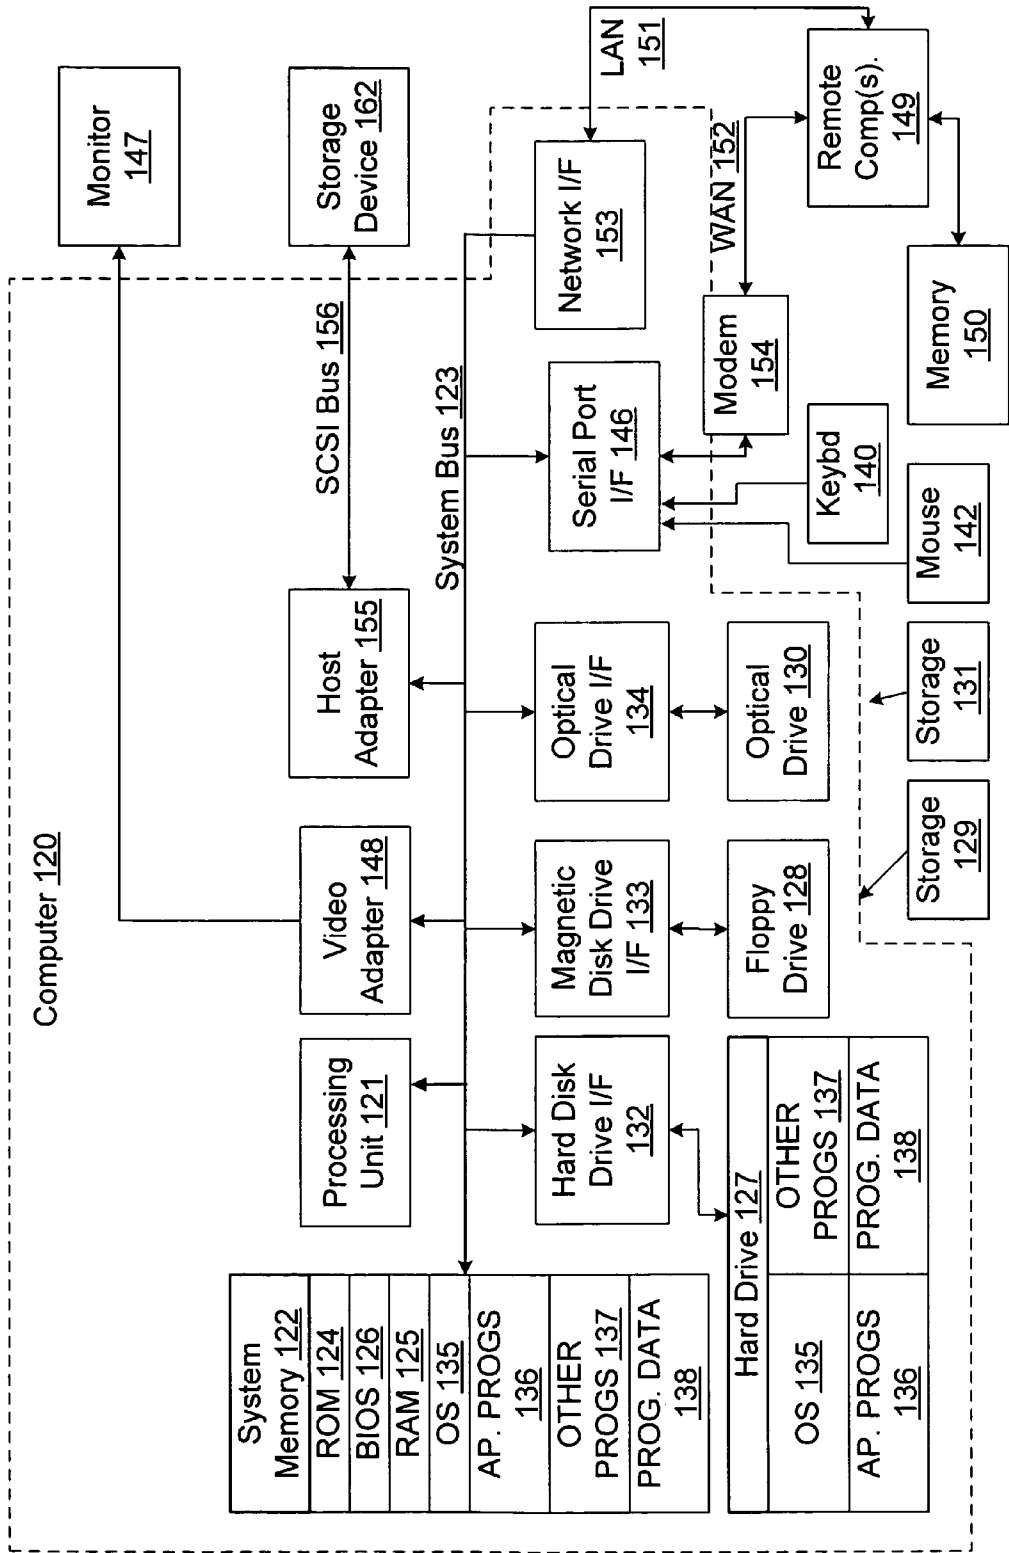 Computer 120
Monitor
147
Storage
Device 162
SCSI Bus 156
System Bus 123
System
Memory 122
ROM 124
BIOS 126
RAM 125
OS 135
AP. PROGS
136
OTHER
PROGS 137
PROG. DATA
138
Processing
Unit 121
Video
Adapter 148
Host
Adapter 155
Hard Disk
Drive I/F
132
Magnetic
Disk Drive
I/F 133
Optical
Drive I/F
134
Serial Port
I/F 146
Network I/F
153
LAN
151
Hard Drive 127
OS 135
OTHER
PROGS 137
AP. PROGS
136
PROG. DATA
138
Floppy
Drive 128
Optical
Drive 130
Modem
154
WAN 152
Remote
Comp(s).
149
Storage
129
Storage
131
Mouse
142
Keybd
140
Memory
150